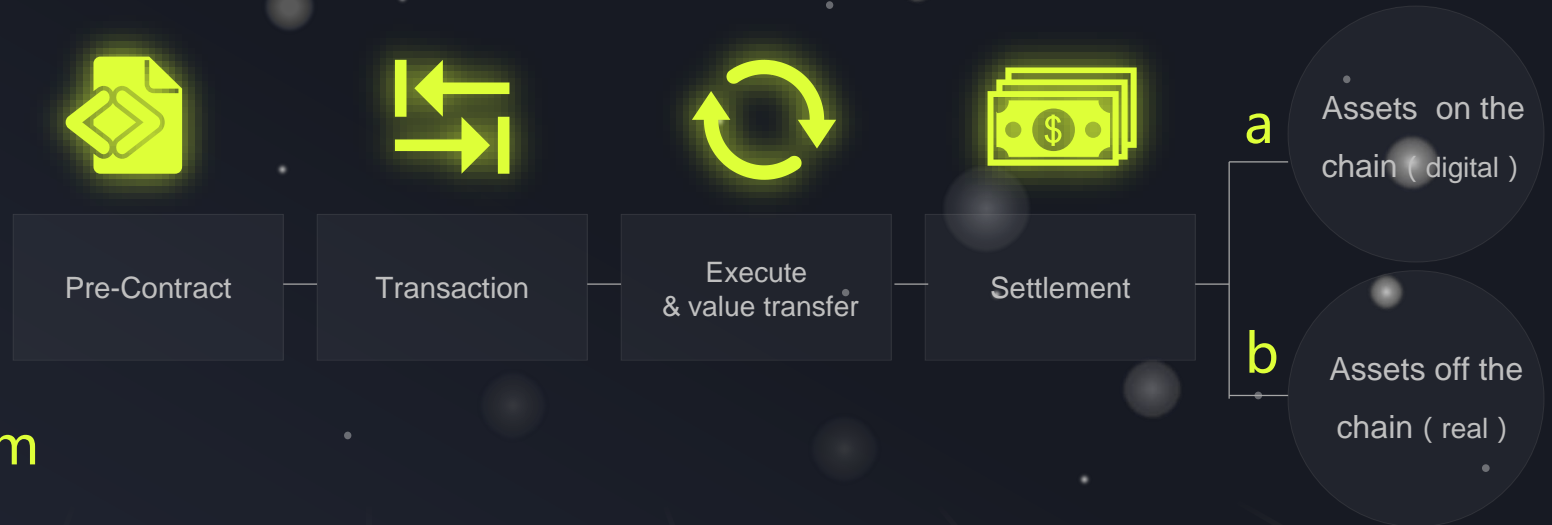 Pre-Contract
Transaction
Execute
& value transfer
$
Settlement
a
Assets on the
chain ( digital )
b
Assets off the
chain ( real )
m